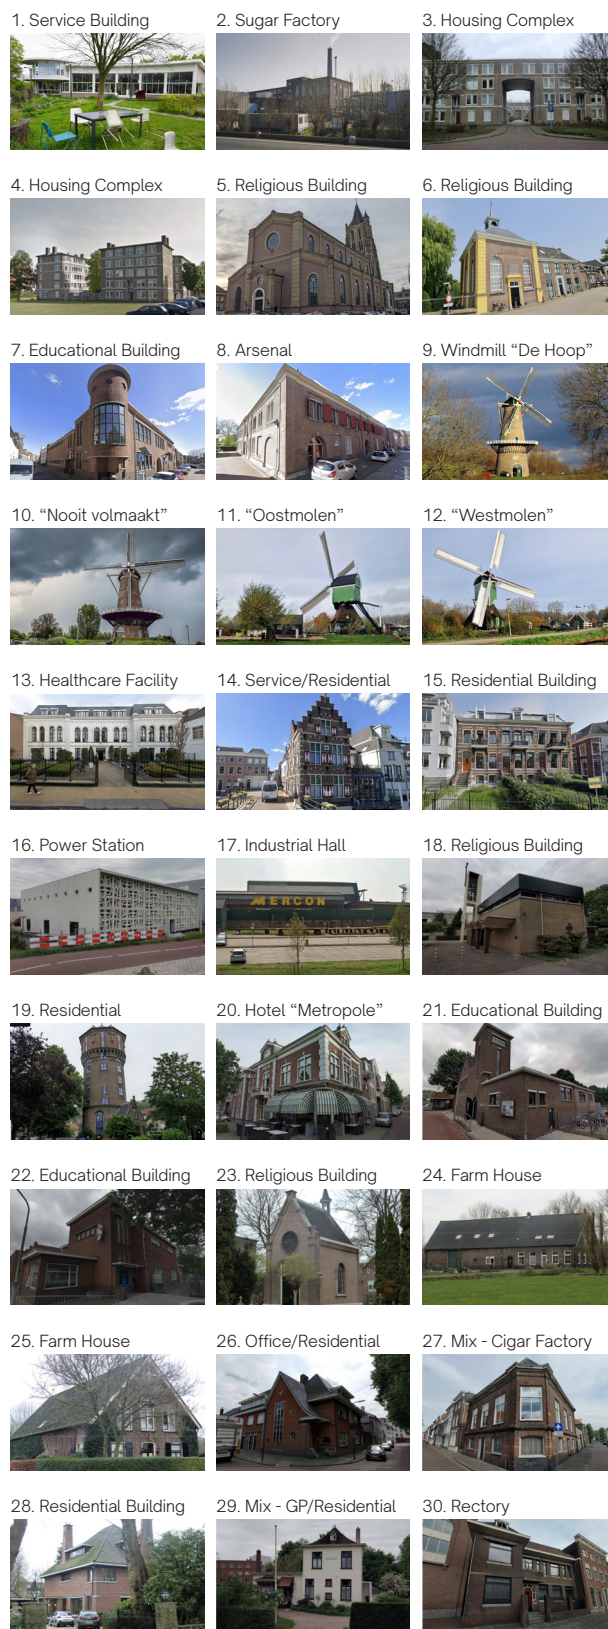 1. Service Building
2. Sugar Factory
3. Housing Complex
4. Housing Complex
5. Religious Building
6. Religious Building
7. Educational Building
8. Arsenal
9. Windmill “De Hoop”
10. “Nooit volmaakt”
11. “Oostmolen”
12. “Westmolen”
13. Healthcare Facility
14. Service/Residential
15. Residential Building
16. Power Station
17. Industrial Hall
MERCON
18. Religious Building
19. Residential
20. Hotel “Metropole”
21. Educational Building
22. Educational Building
23. Religious Building
24. Farm House
25. Farm House
26. Office/Residential
27. Mix - Cigar Factory
28. Residential Building
29. Mix - GP/Residential
30. Rectory